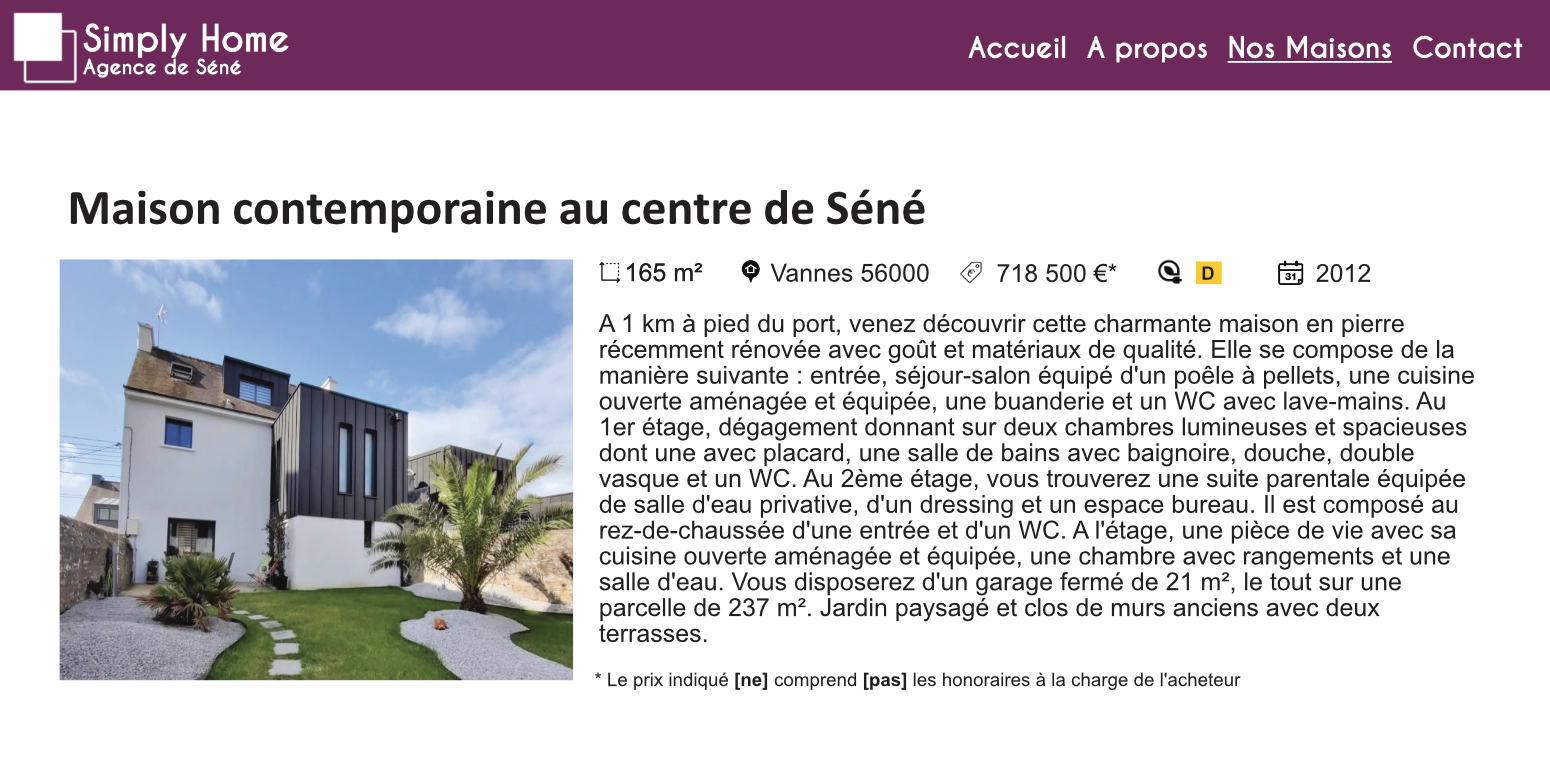 Simply Home
Agence de Séné
Accueil A propos Nos Maisons Contact
Maison contemporaine au centre de Séné
165 m² Vannes 56000 718 500 €* D 31 2012
A 1 km à pied du port, venez découvrir cette charmante maison en pierre
récemment rénovée avec goût et matériaux de qualité. Elle se compose de la
manière suivante : entrée, séjour-salon équipé d'un poêle à pellets, une cuisine
ouverte aménagée et équipée, une buanderie et un WC avec lave-mains. Au
1er étage, dégagement donnant sur deux chambres lumineuses et spacieuses
dont une avec placard, une salle de bains avec baignoire, douche, double
vasque et un WC. Au 2ème étage, vous trouverez une suite parentale équipée
de salle d'eau privative, d'un dressing et un espace bureau. Il est composé au
rez-de-chaussée d'une entrée et d'un WC. A l'étage, une pièce de vie avec sa
cuisine ouverte aménagée et équipée, une chambre avec rangements et une
salle d'eau. Vous disposerez d'un garage fermé de 21 m², le tout sur une
parcelle de 237 m². Jardin paysagé et clos de murs anciens avec deux
terrasses.
* Le prix indiqué [ne] comprend [pas] les honoraires à la charge de l'acheteur